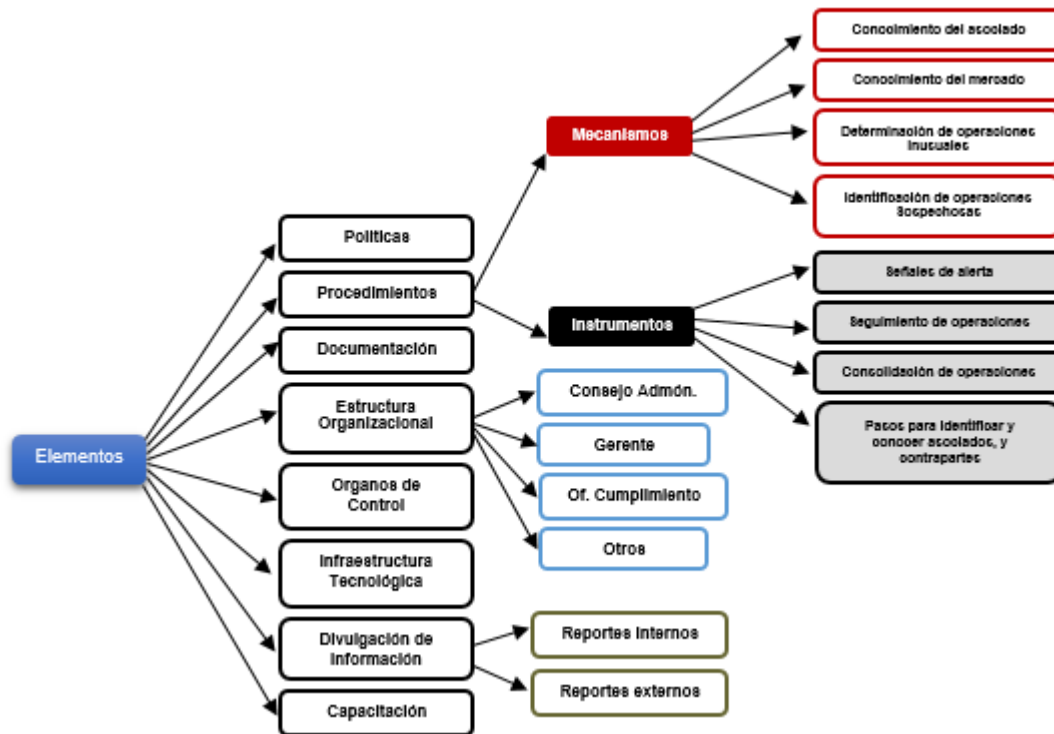 Elementos
Políticas
Procedimientos
Documentación
Estructura
Organizacional
Organos de
Control
Infraestructura
Tecnológica
Divulgación de
Información
Capacitación
Mecanismos
Instrumentos
Consejo Admón.
Gerente
Of. Cumplimiento
Otros
Reportes Internos
Reportes externos
Conocimiento del asociado
Conocimiento del mercado
Determinación de operaciones
Inusuales
Identificación de operaciones
Sospechosas
Señales de alerta
Seguimiento de operaciones
Consolidación de operaciones
Pasos para identificar y
conocer asociados, y
contrapartes